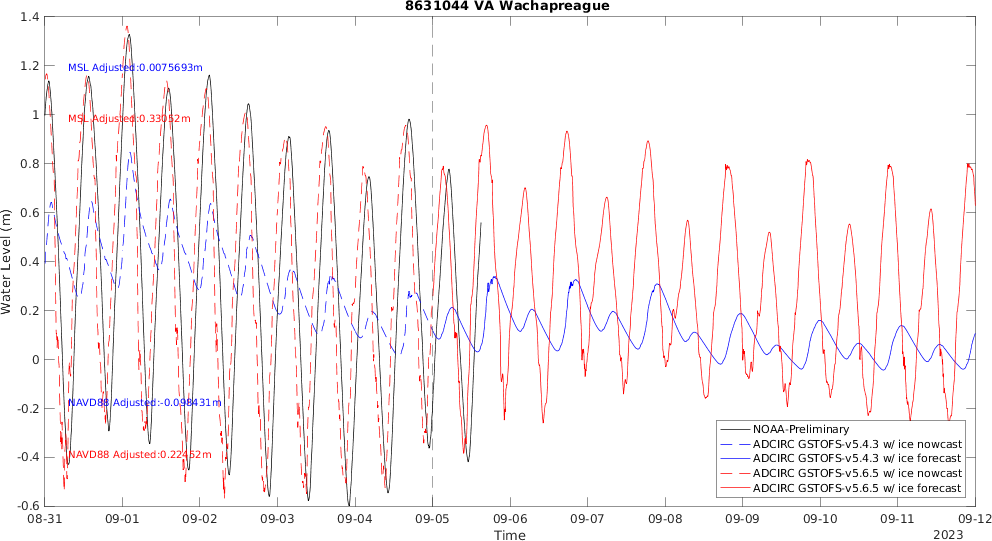 8631044 VA Wachapreague
1.4
1.2
1
0.8
0.6
0.4
0.2
0
-0.2
-0.4
-0.6
Water Level (m)
MSL Adjusted:0.0075693m
MSL Adjusted:0.33052m
NAVD88 Adjusted:-0.098431m
NAVD88 Adjusted:0.22452m
NOAA-Preliminary
ADCIRC GSTOFS-v5.4.3 w/ ice nowcast
ADCIRC GSTOFS-v5.4.3 w/ ice forecast
ADCIRC GSTOFS-v5.6.5 w/ ice nowcast
ADCIRC GSTOFS-v5.6.5 w/ ice forecast
08-31 09-01 09-02 09-03 09-04 09-05 09-06 09-07 09-08 09-09 09-10 09-11 09-12
Time
2023